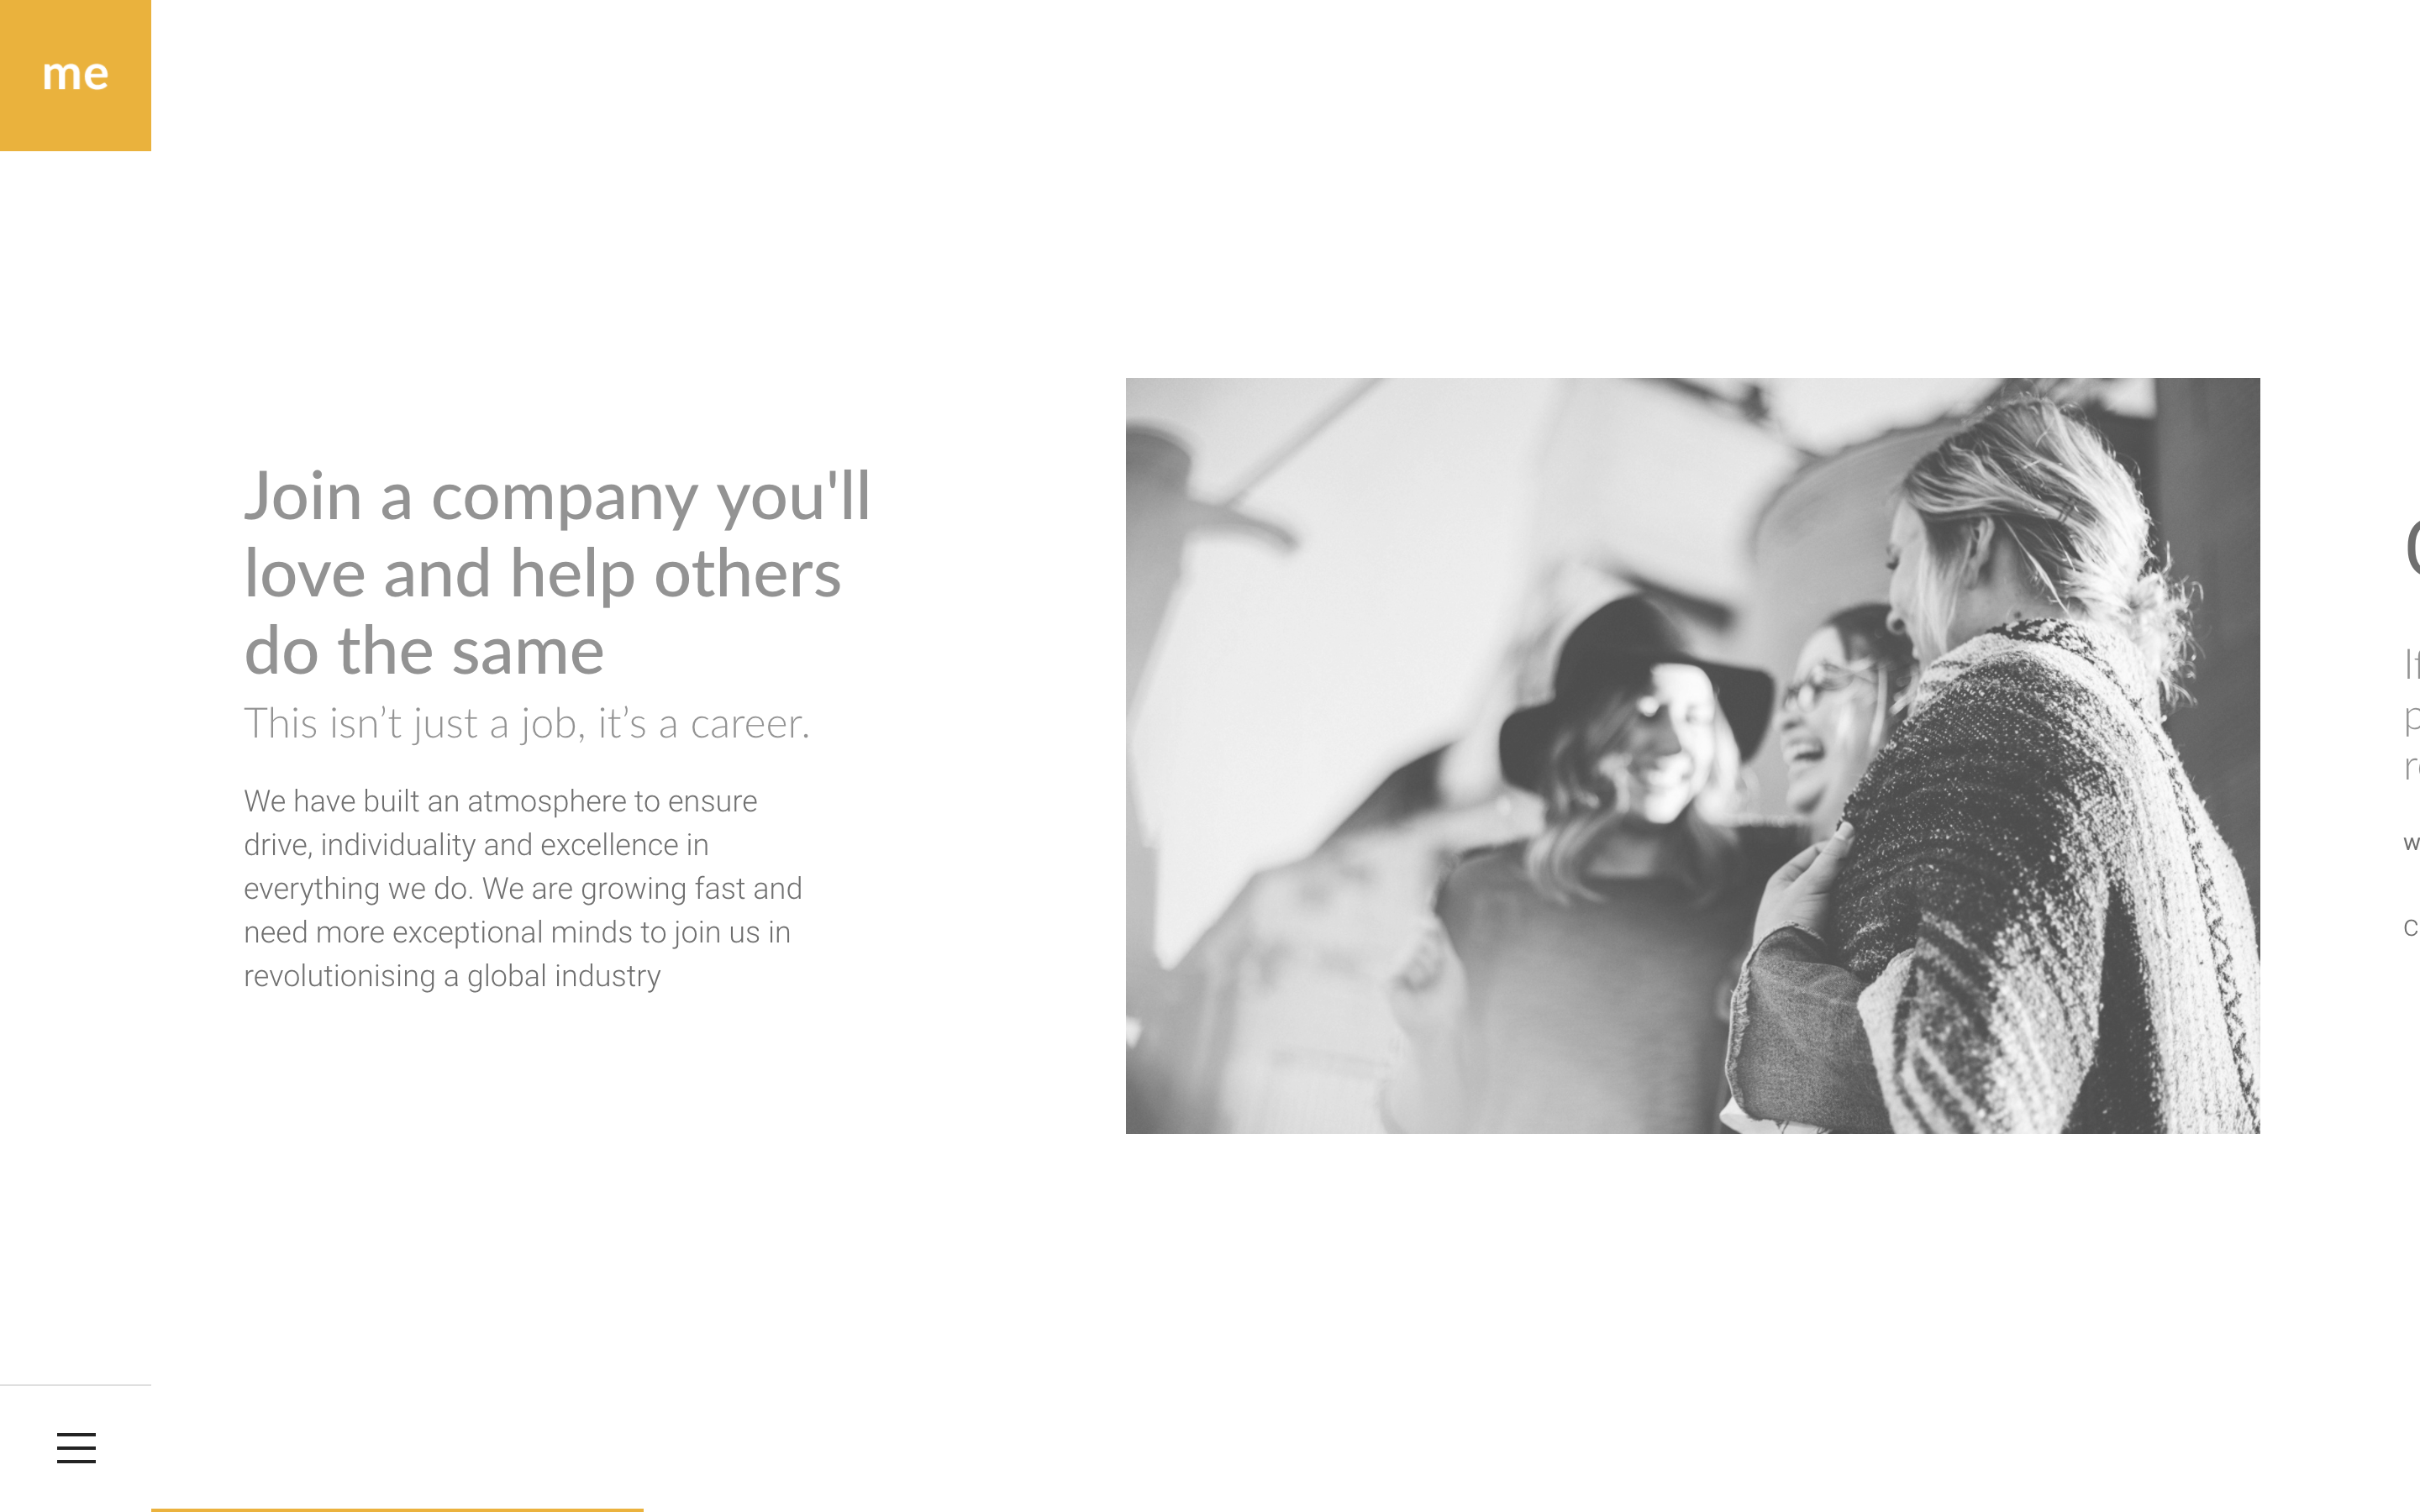 me
Join a company you'll
love and help others
do the same
This isn’t just a job, it’s a career.
We have built an atmosphere to ensure
drive, individuality and excellence in
everything we do. We are growing fast and
need more exceptional minds to join us in
revolutionising a global industry